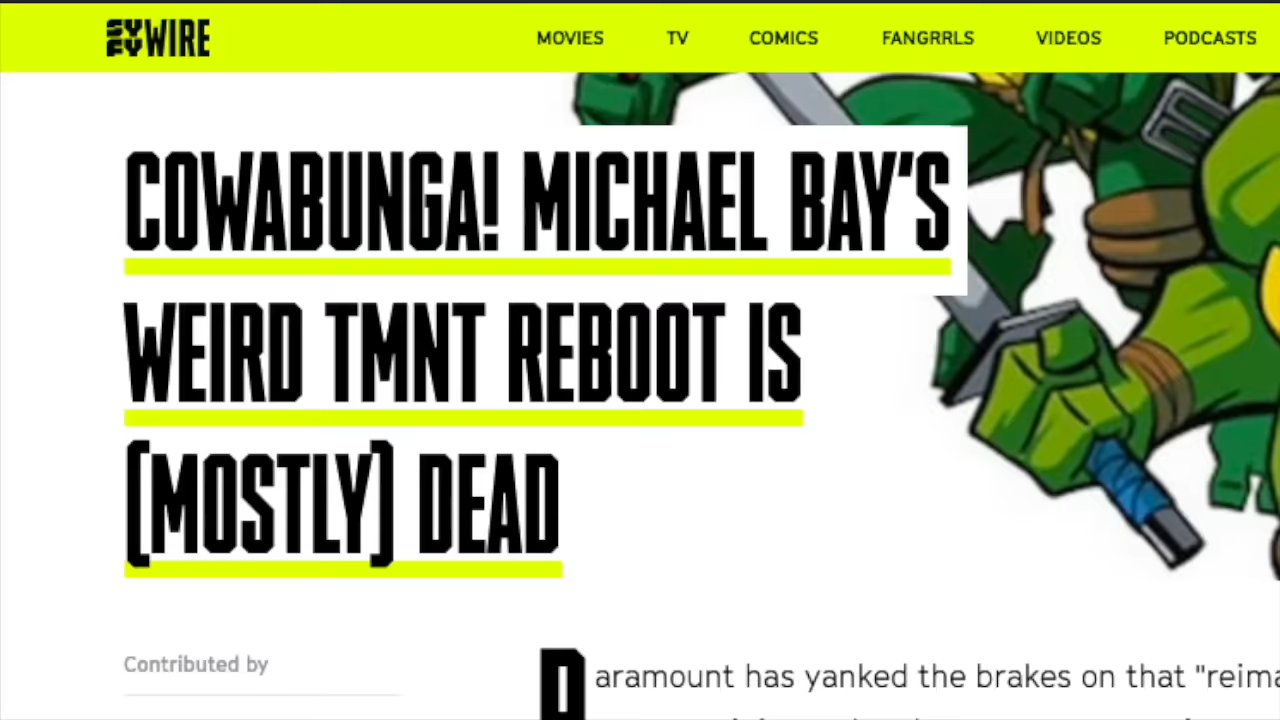 SYFY WIRE
MOVIES TV COMICS FANGRRLS VIDEOS PODCASTS
COWABUNGA! MICHAEL BAY'S
WEIRD TMNT REBOOT IS
(MOSTLY) DEAD
Contributed by
Paramount has yanked the brakes on that "reima